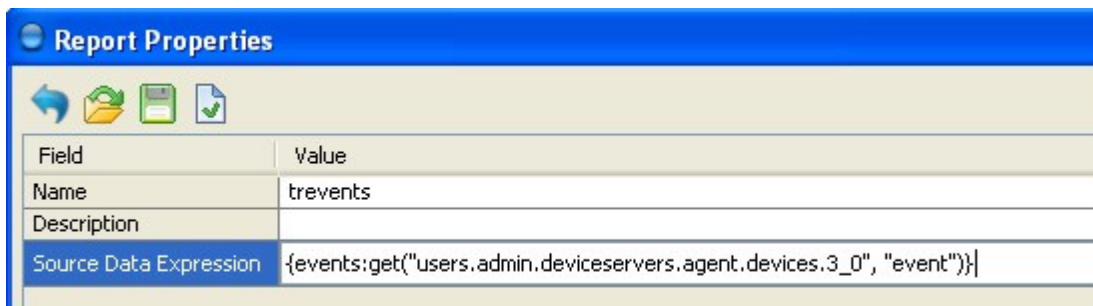 Report Properties
Field Value
Name trevents
Description
Source Data Expression {events:get("users.admin.deviceservers.agent.devices.3_0", "event")}